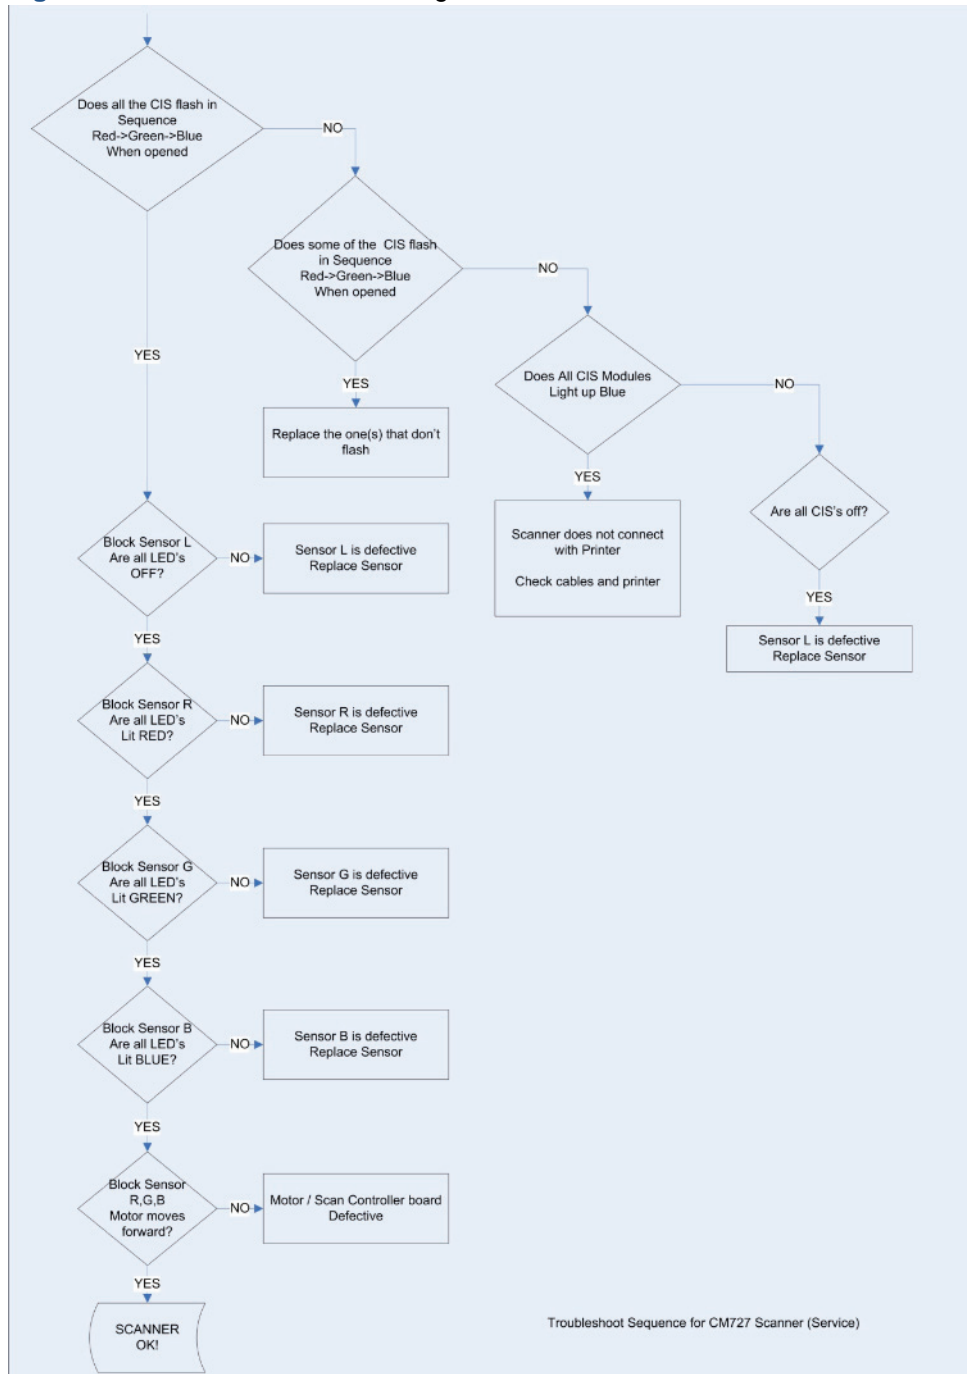 Does all the CIS flash in
Sequence
Red->Green->Blue
When opened
NO
Does some of the CIS flash
in Sequence
Red->Green->Blue
When opened
NO
YES
Does All CIS Modules
Light up Blue
NO
YES
Replace the one(s) that don't
flash
YES
Are all CIS's off?
Scanner does not connect
with Printer
Check cables and printer
Block Sensor L
Are all LED's
OFF?
NO
Sensor L is defective
Replace Sensor
YES
Sensor L is defective
Replace Sensor
YES
Block Sensor R
Are all LED's
Lit RED?
NO
Sensor R is defective
Replace Sensor
YES
Block Sensor G
Are all LED's
Lit GREEN?
NO
Sensor G is defective
Replace Sensor
YES
Block Sensor B
Are all LED's
Lit BLUE?
NO
Sensor B is defective
Replace Sensor
YES
Block Sensor
R,G,B
Motor moves
forward?
NO
Motor / Scan Controller board
Defective
YES
SCANNER
OK!
Troubleshoot Sequence for CM727 Scanner (Service)